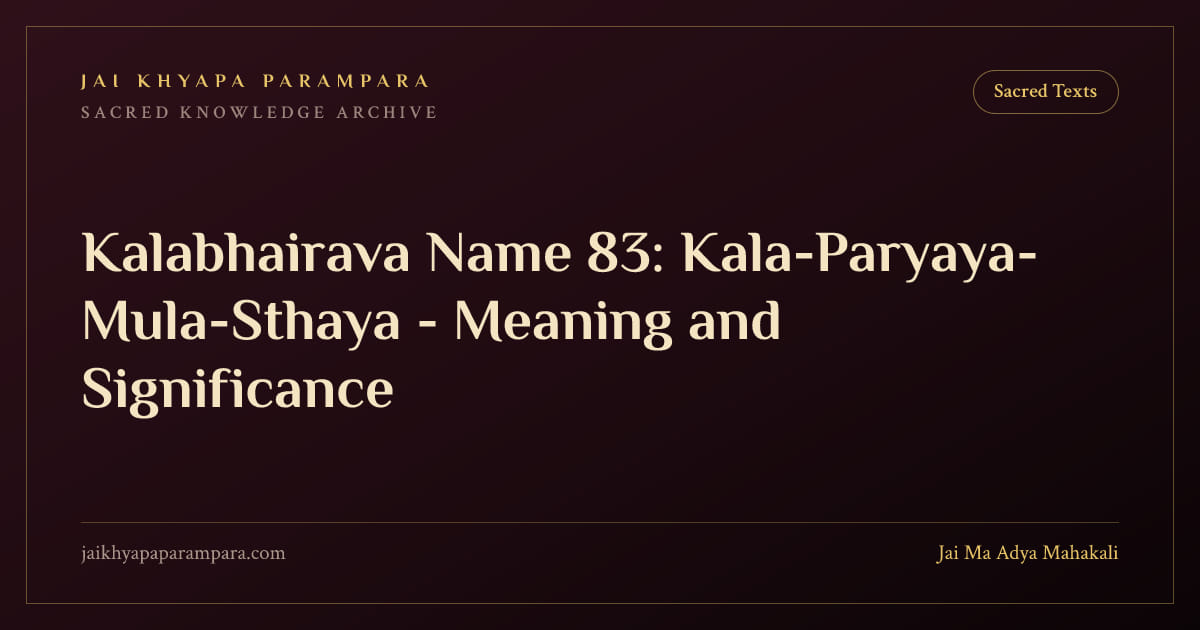 JAI KHYAPA PARAMPARA
SACRED KNOWLEDGE ARCHIVE
Sacred Texts
Kalabhairava Name 83: Kala-Paryaya-
Mula-Sthaya - Meaning and
Significance
jaikhyapaparampara.com
Jai Ma Adya Mahakali